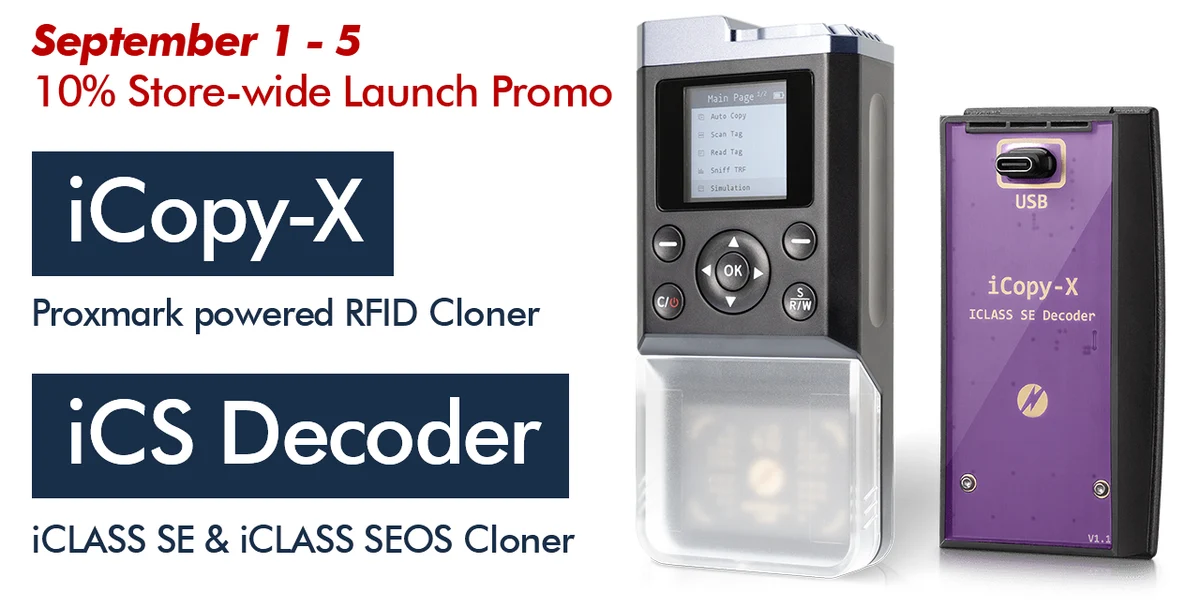 September 1 - 5
10% Store-wide Launch Promo
iCopy-X
Proxmark powered RFID Cloner
iCS Decoder
iCLASS SE & iCLASS SEOS Cloner
Main Page 2/2
Auto Copy
Scan Tag
Read Tag
Sniff TRF
Simulation
OK
C/
S
R/W
USB
iCopy-X
ICLASS SE Decoder
V1.1